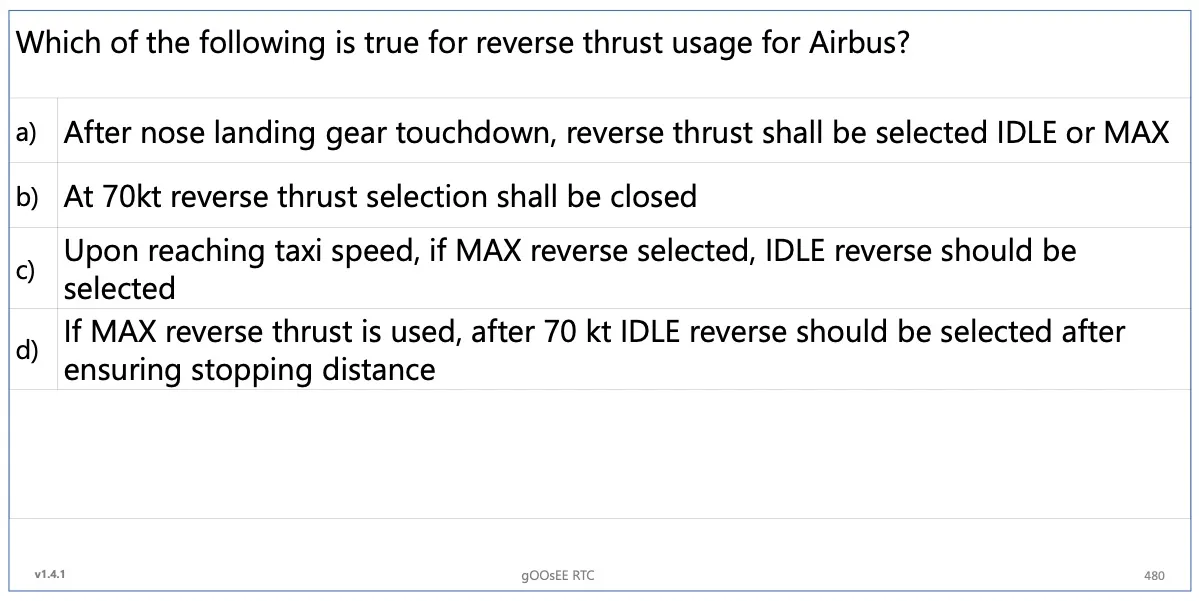 Which of the following is true for reverse thrust usage for Airbus?
a) After nose landing gear touchdown, reverse thrust shall be selected IDLE or MAX
b) At 70kt reverse thrust selection shall be closed
c) Upon reaching taxi speed, if MAX reverse selected, IDLE reverse should be
selected
d) If MAX reverse thrust is used, after 70 kt IDLE reverse should be selected after
ensuring stopping distance
v1.4.1 gOOsEE RTC 480